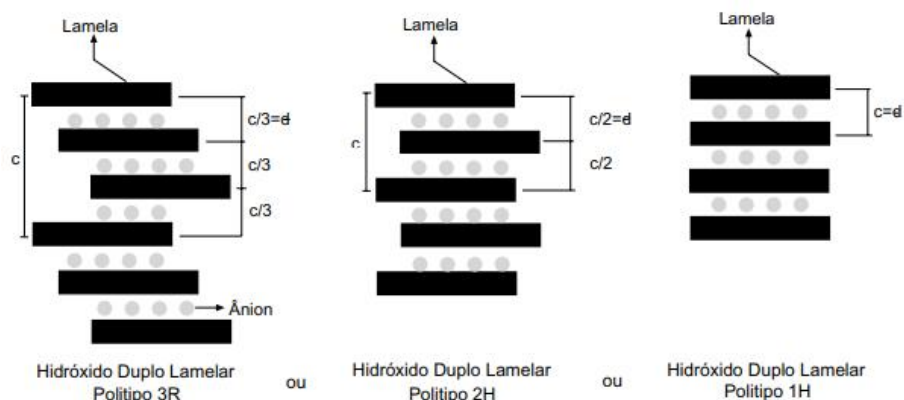 Lamela
c
c/3=d
c/3
c/3
Ânion
Hidróxido Duplo Lamelar
Politipo 3R
ou
Lamela
c
c/2=d
c/2
Hidróxido Duplo Lamelar
Politipo 2H
ou
Lamela
c=d
Hidróxido Duplo Lamelar
Politipo 1H